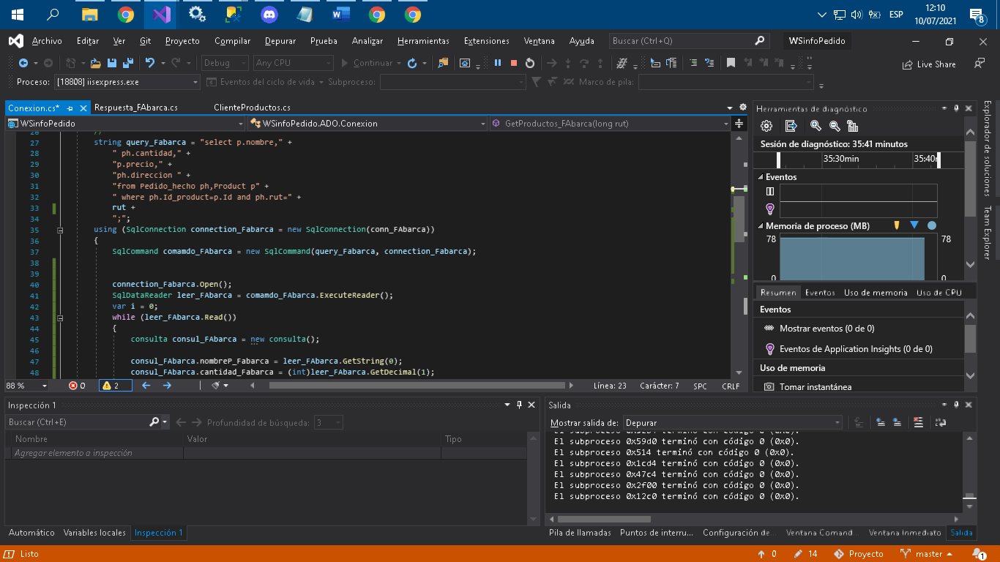 ESP
12:10
10/07/2021
8
Archivo Editar Ver Git Proyecto Compilar Depurar Prueba Analizar Herramientas Extensiones Ventana Ayuda Buscar (Ctrl+Q) WSinfoPedido
Debug Any CPU Continuar Live Share
Proceso: [18808] iisexpress.exe Eventos del ciclo de vida Subproceso: Marco de pila:
Conexion.cs* Respuesta_FAbarca.cs ClienteProductos.cs
WSinfoPedido WSinfoPedido.ADO.Conexion GetProductos_FAbarca(long rut)
26 //
27 string query_Fabarca = "select p.nombre," +
28 " ph.cantidad," +
29 "p.precio," +
30 "ph.direccion " +
31 "from Pedido_hecho ph,Product p" +
32 " where ph.Id_product=p.Id and ph.rut=" +
33 rut +
34 ";";
35 using (SqlConnection connection_Fabarca = new SqlConnection(conn_FAbarca))
36 {
37 SqlCommand comamdo_FAbarca = new SqlCommand(query_Fabarca, connection_Fabarca);
38
39
40 connection_Fabarca.Open();
41 SqlDataReader leer_FAbarca = comamdo_FAbarca.ExecuteReader();
42 var i = 0;
43 while (leer_FAbarca.Read())
44 {
45 consulta consul_FAbarca = new consulta();
46
47 consul_FAbarca.nombreP_Fabarca = leer_FAbarca.GetString(0);
48 consul_FAbarca.cantidad_Fabarca = (int)leer_FAbarca.GetDecimal(1);
88 % 0 2 Línea: 23 Carácter: 7 SPC CRLF
Herramientas de diagnóstico
Sesión de diagnóstico: 35:41 minutos
35:30min 35:40
Eventos
Memoria de proceso (MB)
78 78
0 0
Resumen Eventos Uso de memoria Uso de CPU
Eventos
Mostrar eventos (0 de 0)
Eventos de Application Insights (0 de 0)
Uso de memoria
Tomar instantánea
Explorador de soluciones
Team Explorer
Inspección 1
Buscar (Ctrl+E) Profundidad de búsqueda: 3
Nombre Valor Tipo
Agregar elemento a inspección
Automático Variables locales Inspección 1
Salida
Mostrar salida de: Depurar
El subproceso 0x59d0 terminó con código 0 (0x0).
El subproceso 0x514 terminó con código 0 (0x0).
El subproceso 0x1cd4 terminó con código 0 (0x0).
El subproceso 0x47c4 terminó con código 0 (0x0).
El subproceso 0x2f00 terminó con código 0 (0x0).
El subproceso 0x12c0 terminó con código 0 (0x0).
Pila de llamadas Puntos de interru... Configuración de... Ventana Comand... Ventana Inmediato Salida
Listo 0 14 Proyecto master 1